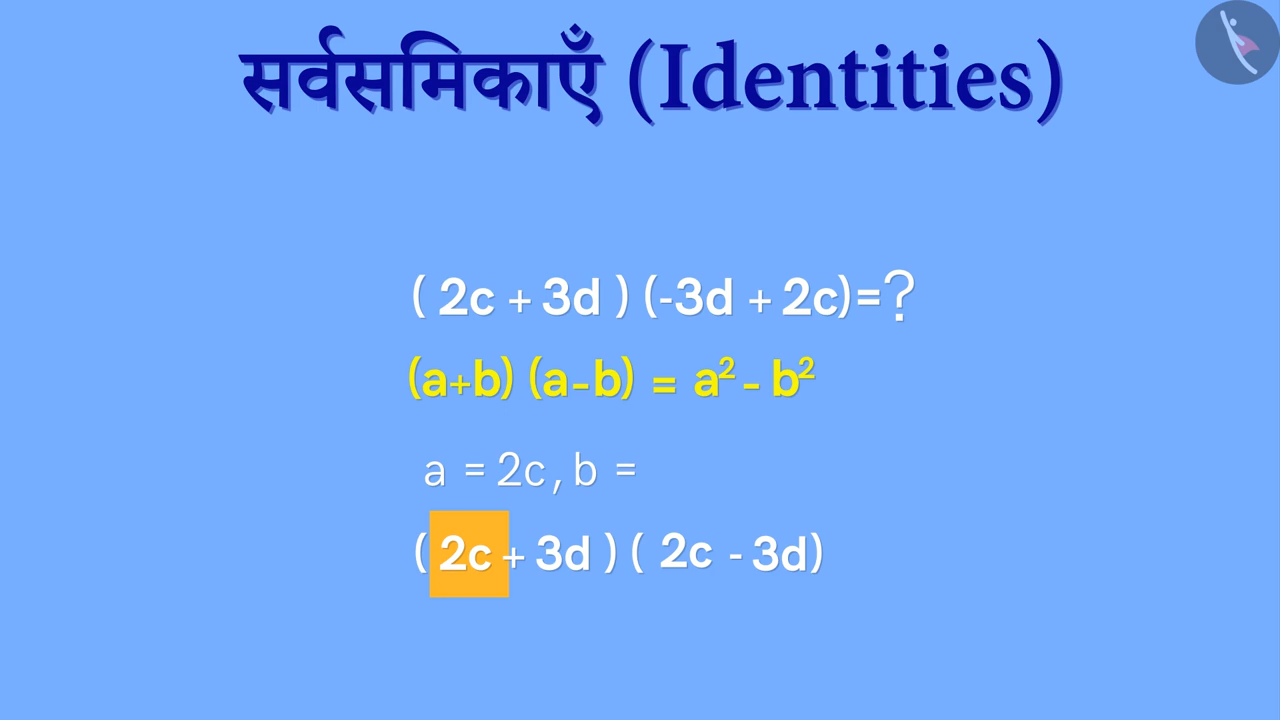 सर्वसमिकाएँ (Identities)
( 2c + 3d ) (-3d + 2c)=?
(a+b) (a-b) = a² - b²
a = 2c, b =
( 2c + 3d ) ( 2c - 3d)